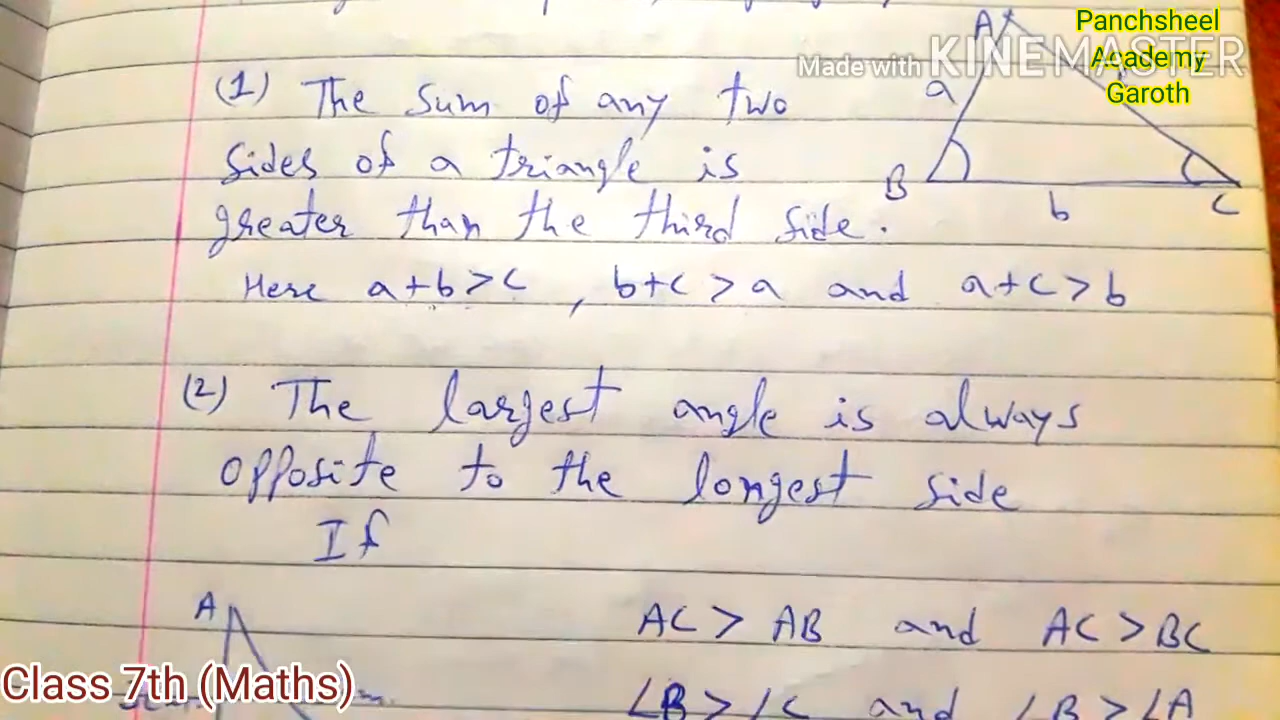 A
Panchsheel
Academy
Garoth
Made with KINEMASTER
a
(1) The sum of any two
sides of a triangle is
B
b
C
greater than the third side.
Here a+b>c , b+c>a and a+c>b
(2) The largest angle is always
opposite to the longest side
If
A
AC > AB and AC > BC
Class 7th (Maths)
∠B > ∠C and ∠B > ∠A